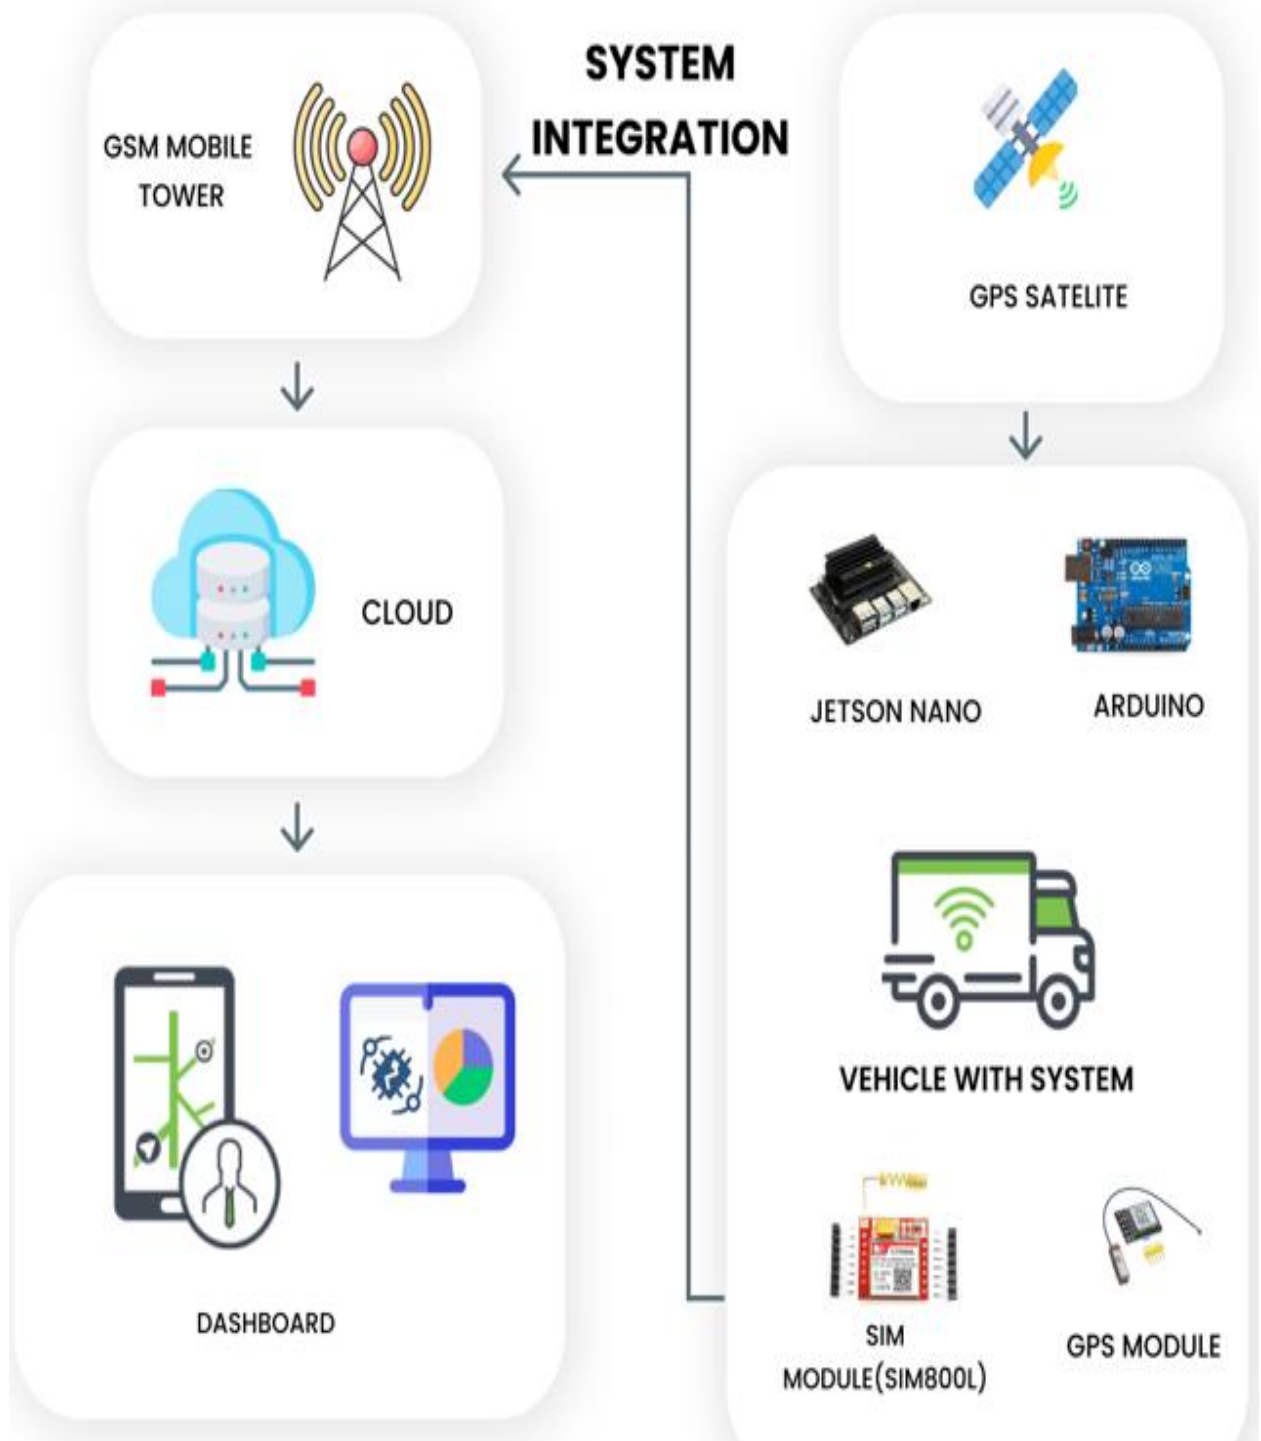 SYSTEM
INTEGRATION
GSM MOBILE
TOWER
GPS SATELITE
CLOUD
JETSON NANO
ARDUINO
VEHICLE WITH SYSTEM
DASHBOARD
SIM
MODULE(SIM800L)
GPS MODULE